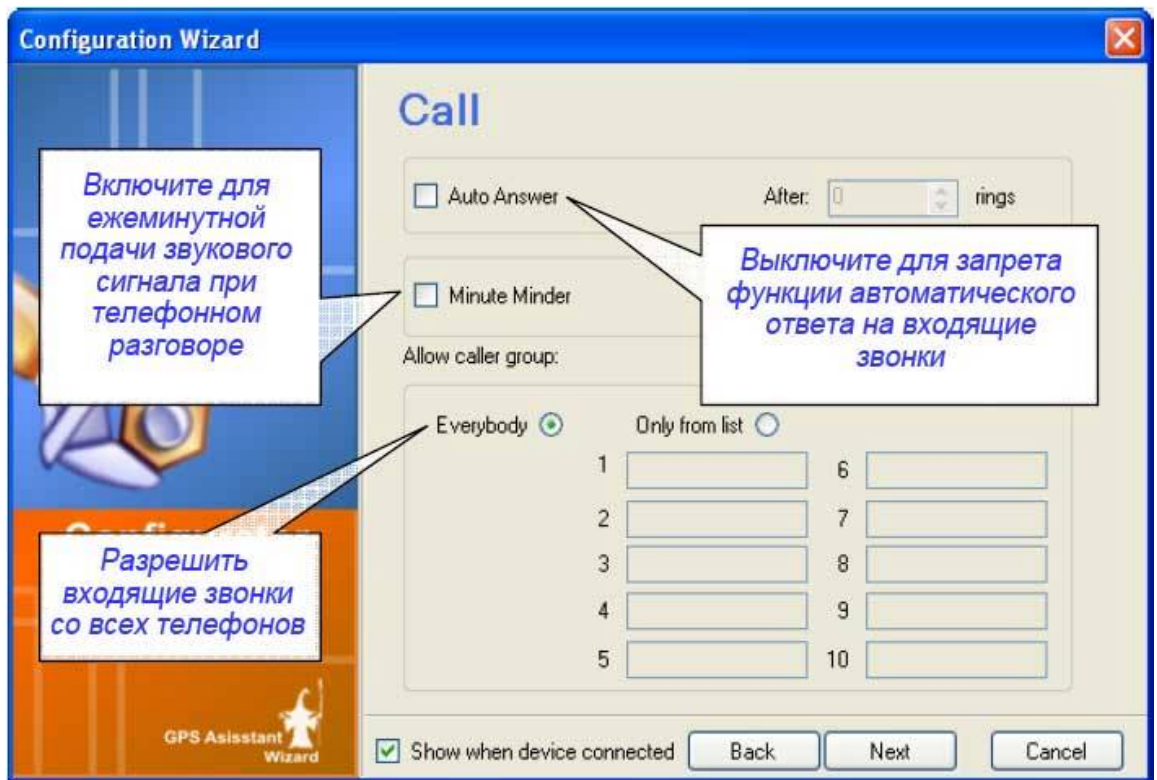 Configuration Wizard
Call
Включите для
ежеминутной
подачи звукового
сигнала при
телефонном
разговоре
Auto Answer
After:
0
rings
Выключите для запрета
функции автоматического
ответа на входящие
звонки
Minute Minder
Allow caller group:
Everybody
Only from list
1
6
2
7
3
8
4
9
5
10
Разрешить
входящие звонки
со всех телефонов
GPS Asisstant
Wizard
Show when device connected
Back
Next
Cancel